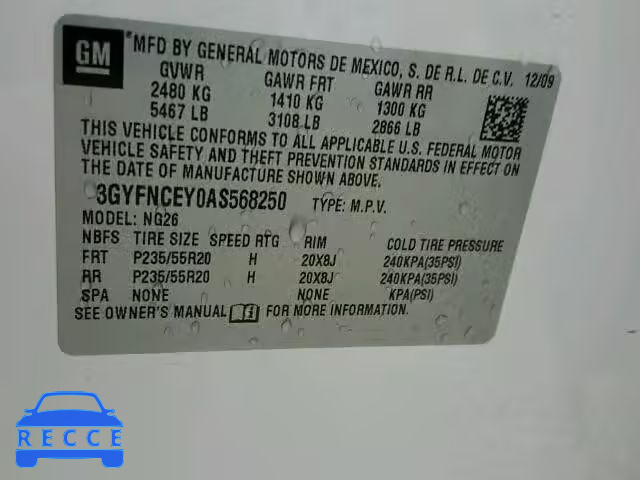 GM
*MFD BY GENERAL MOTORS DE MEXICO, S. DE R.L. DE C.V. 12/09
GVWR GAWR FRT GAWR RR
2480 KG 1410 KG 1300 KG
5467 LB 3108 LB 2866 LB
THIS VEHICLE CONFORMS TO ALL APPLICABLE U.S. FEDERAL MOTOR
VEHICLE SAFETY AND THEFT PREVENTION STANDARDS IN EFFECT ON
THE DATE OF MANUFACTURE SHOWN ABOVE.
3GYFNCEY0AS568250 TYPE: M.P.V.
MODEL: NG26
NBFS TIRE SIZE SPEED RTG RIM COLD TIRE PRESSURE
FRT P235/55R20 H 20X8J 240KPA(35PSI)
RR P235/55R20 H 20X8J 240KPA(35PSI)
SPA NONE NONE KPA(PSI)
SEE OWNER'S MANUAL FOR MORE INFORMATION.
RECCE